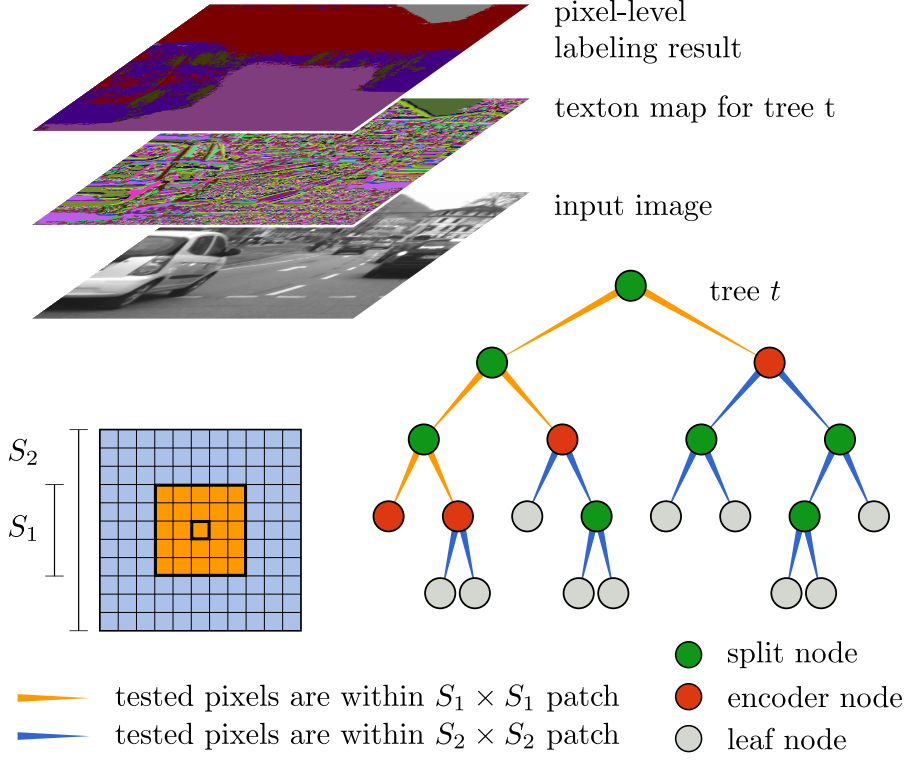 pixel-level
labeling result
texton map for tree t
input image
tree t
S₂
S₁
split node
tested pixels are within S₁ × S₁ patch
encoder node
tested pixels are within S₂ × S₂ patch
leaf node